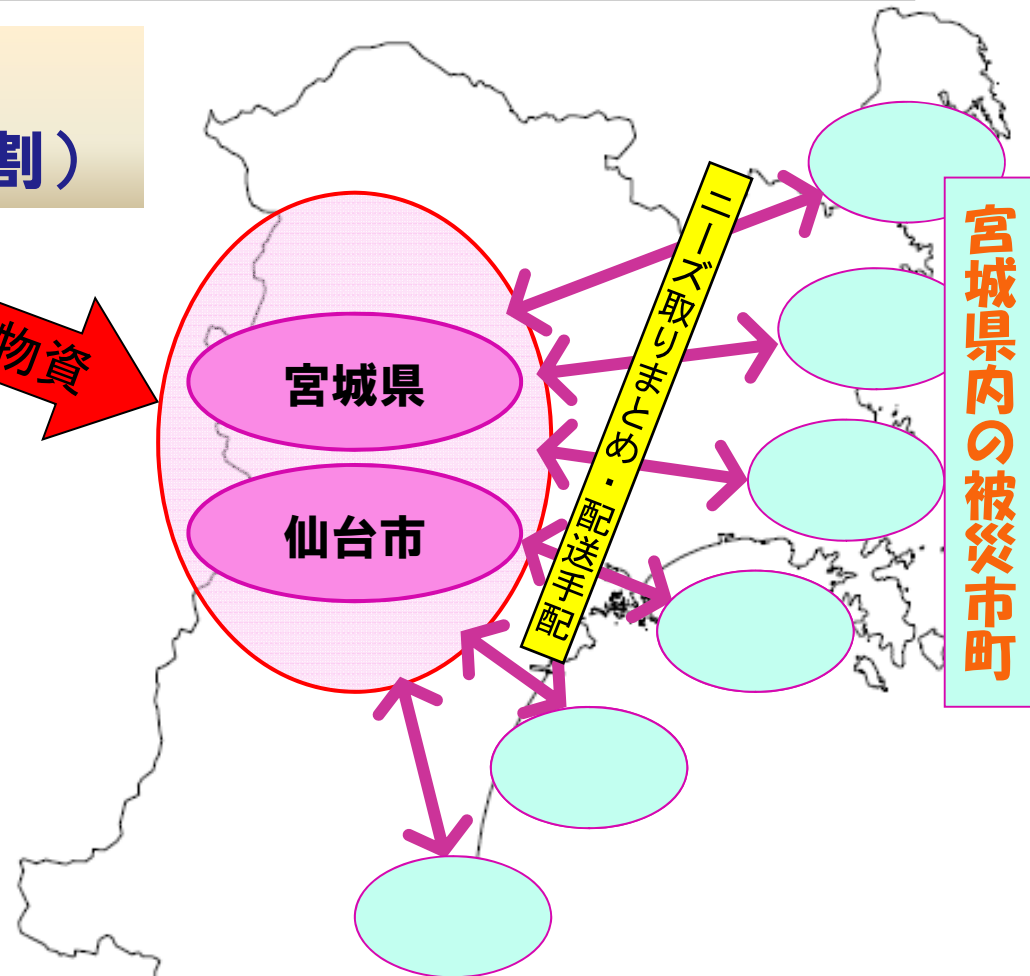 割）
物資
宮城県
仙台市
ニーズ取りまとめ・配送手配
宮城県内の被災市町